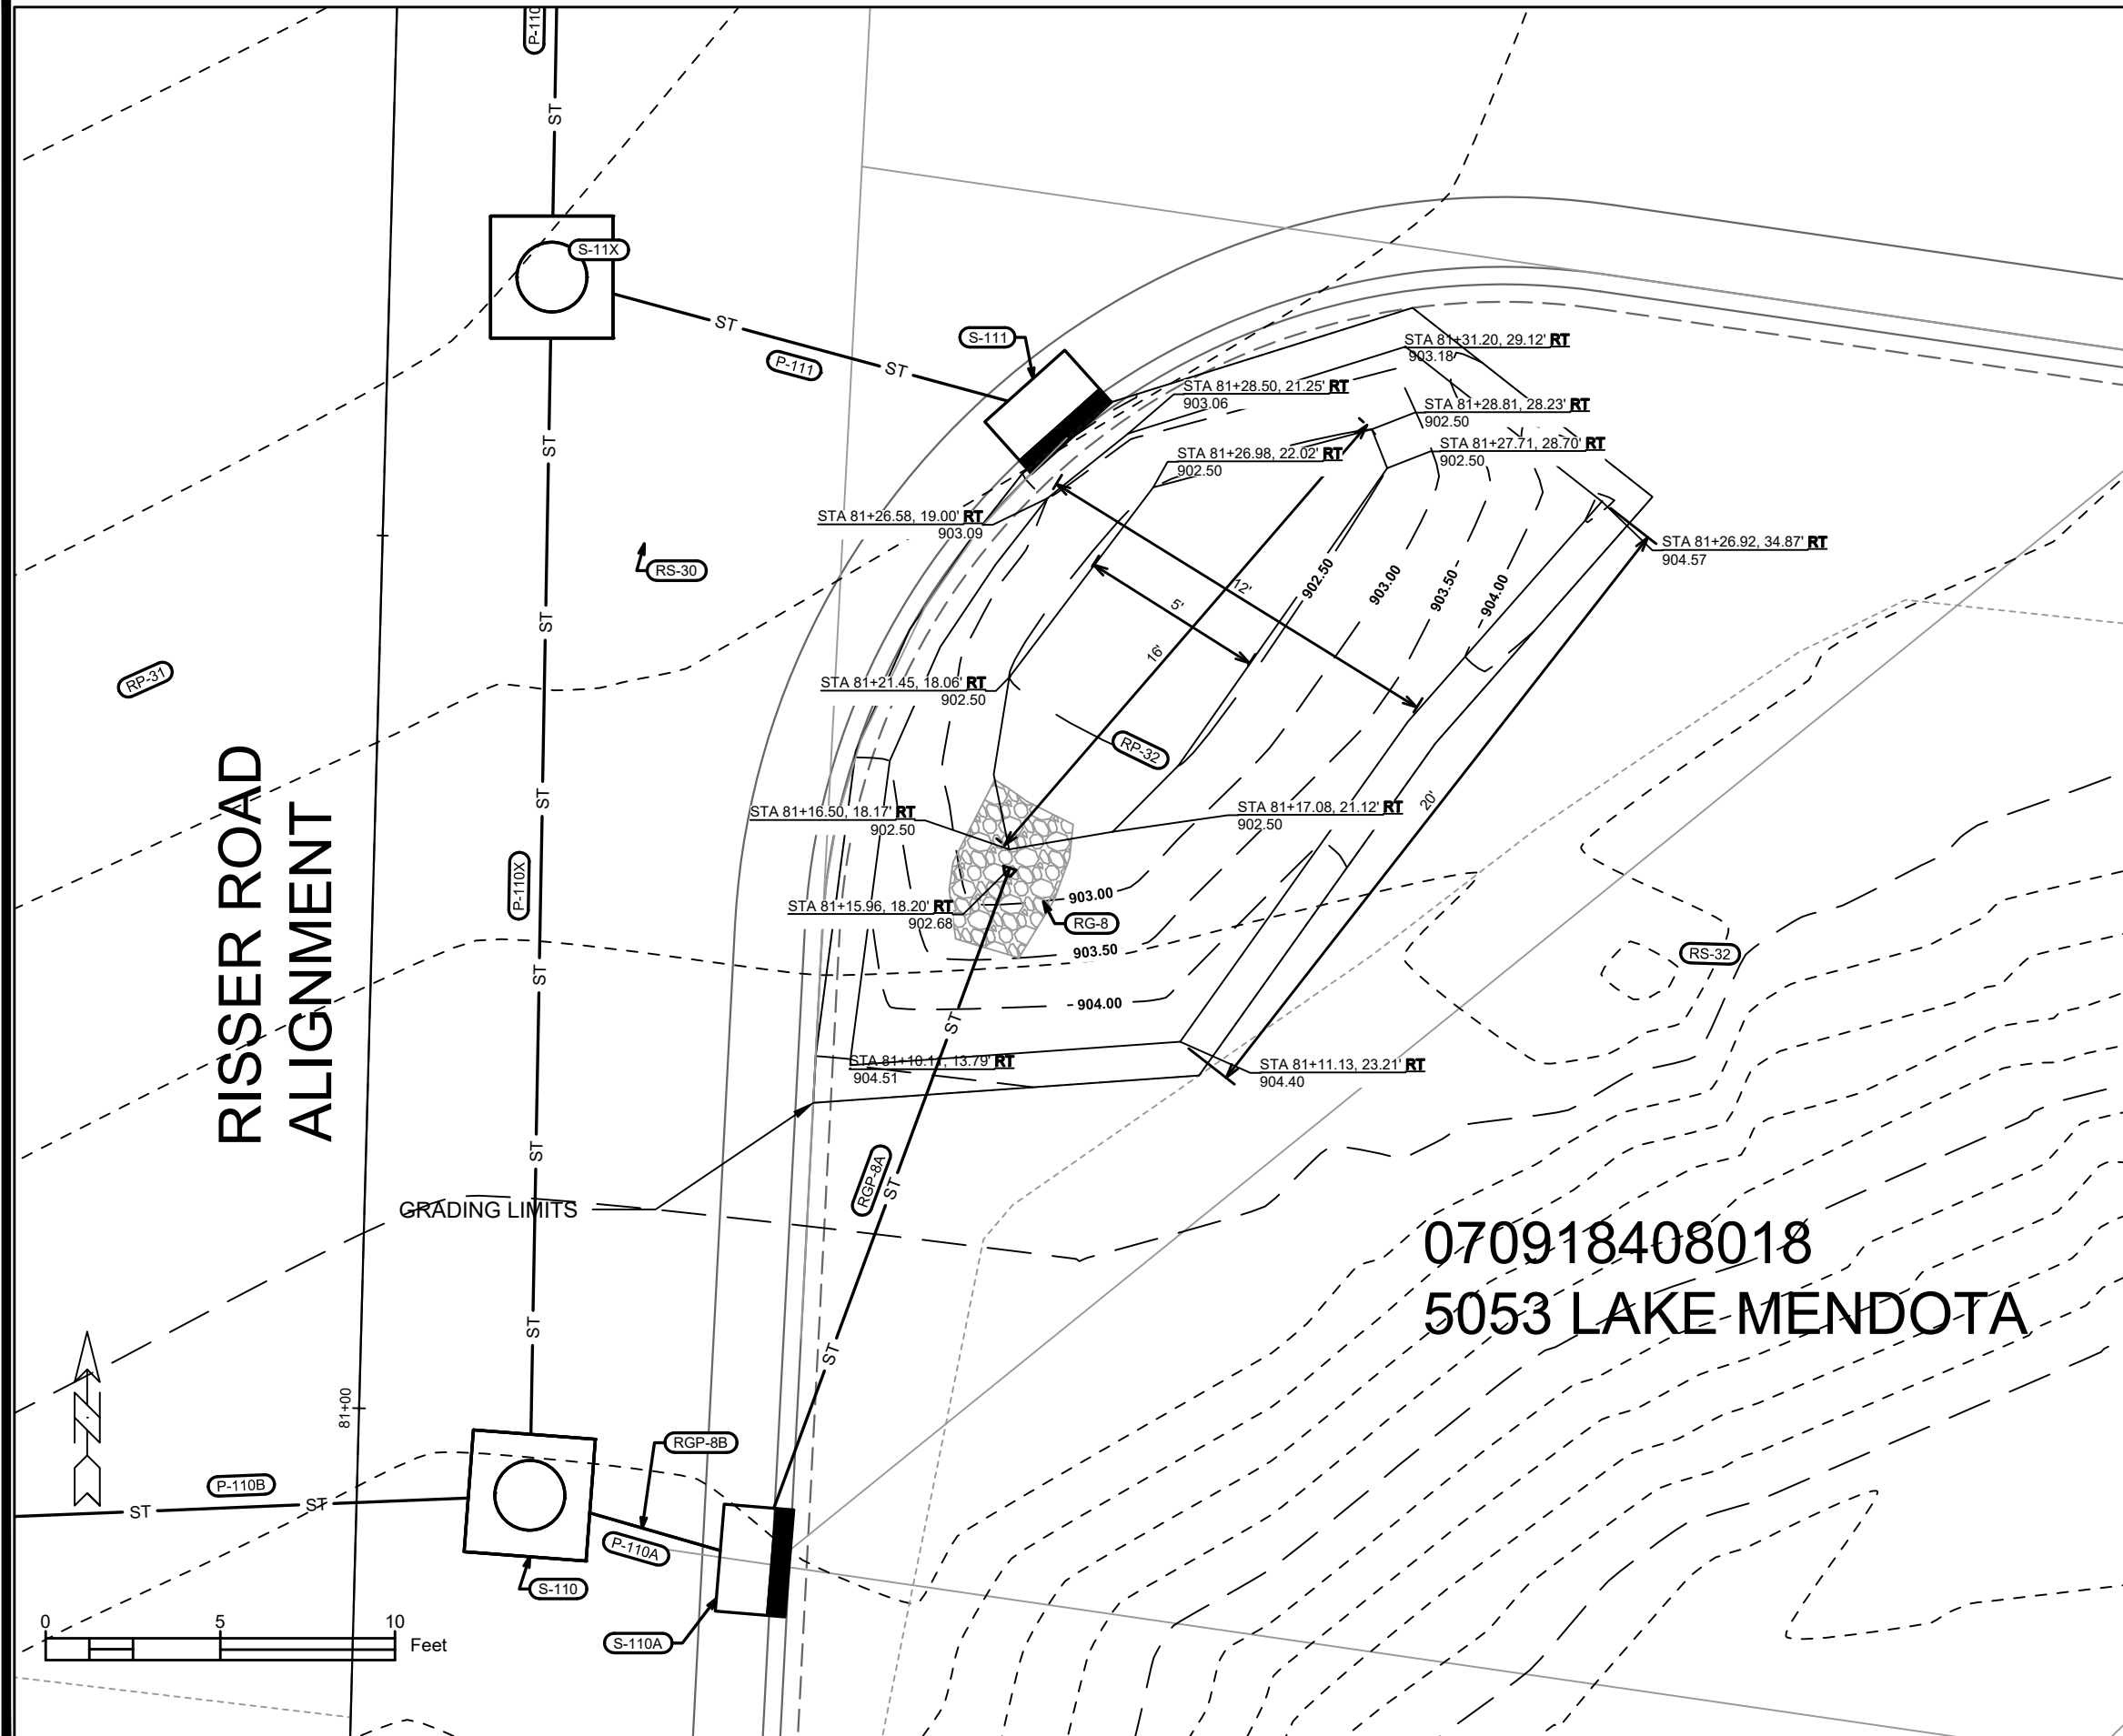 P-110
ST
S-11X
ST
P-111
ST
S-111
STA 81+31.20, 29.12' RT
903.18
STA 81+28.50, 21.25' RT
903.06
STA 81+28.81, 28.23' RT
902.50
STA 81+27.71, 28.70' RT
902.50
STA 81+26.98, 22.02' RT
902.50
ST
STA 81+26.58, 19.00' RT
903.09
STA 81+26.92, 34.87' RT
904.57
RS-30
902.50
903.00
903.50
904.00
12'
5'
16'
ST
RP-31
STA 81+21.45, 18.06' RT
902.50
RP-32
RISSER ROAD
ALIGNMENT
ST
STA 81+16.50, 18.17' RT
902.50
STA 81+17.08, 21.12' RT
902.50
20'
P-110X
903.00
STA 81+15.96, 18.20' RT
902.68
RG-8
903.50
RS-32
ST
904.00
ST
STA 81+10.11, 13.79' RT
904.51
STA 81+11.13, 23.21' RT
904.40
ST
RGP-8A
ST
GRADING LIMITS
070918408018
5053 LAKE MENDOTA
ST
ST
N
81+00
RGP-8B
P-110B
ST
ST
P-110A
S-110
S-110A
0 5 10
Feet